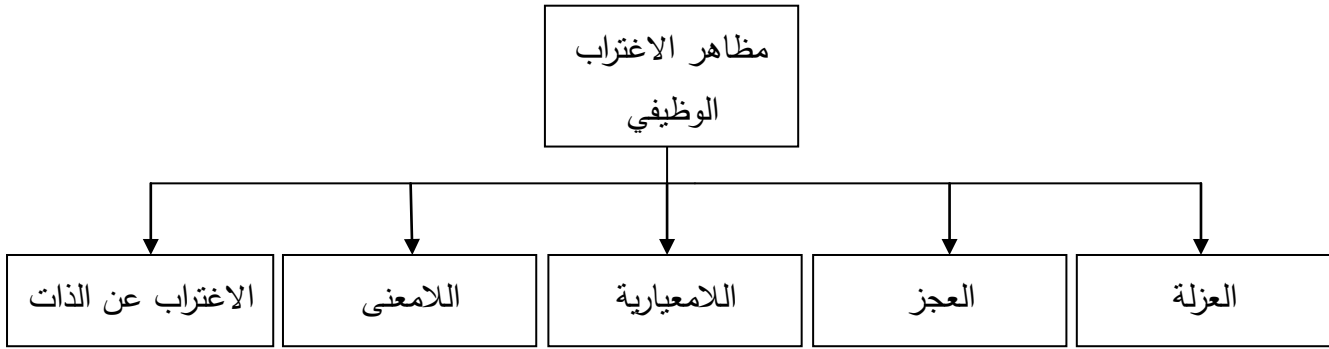 مظاهر الاغتراب
الوظيفي
العزلة
العجز
اللامعيارية
اللامعنى
الاغتراب عن الذات